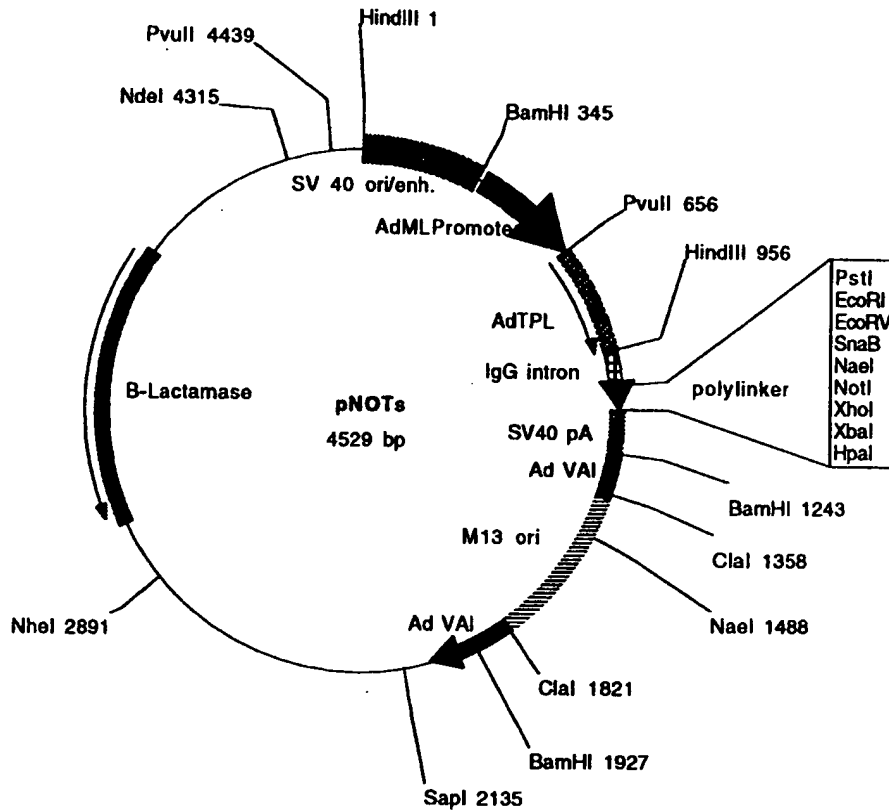 HindIII 1
PvuII 4439
NdeI 4315
BamHI 345
SV 40 ori/enh.
AdMLPromote
PvuII 656
HindIII 956
PstI
EcoRI
EcoRV
SnaB
NaeI
NotI
XhoI
XbaI
HpaI
AdTPL
IgG intron
polylinker
B-Lactamase
pNOTs
4529 bp
SV40 pA
Ad VAI
BamHI 1243
M13 ori
ClaI 1358
NheI 2891
NaeI 1488
Ad VAI
ClaI 1821
BamHI 1927
SapI 2135